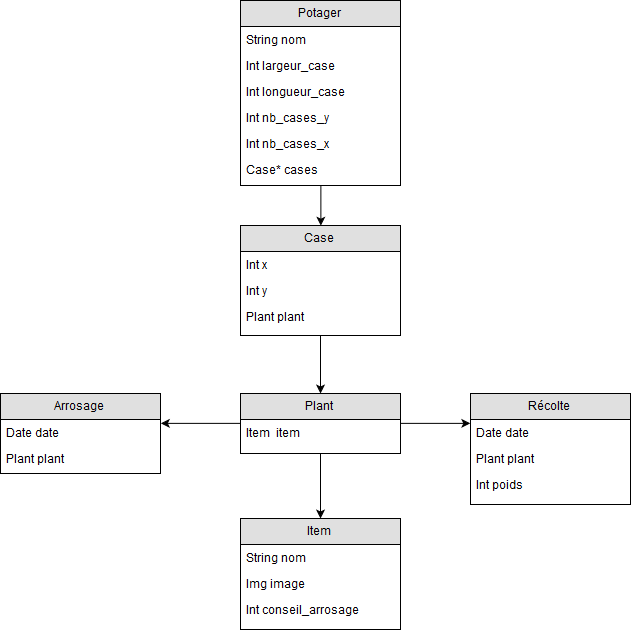 Potager
String nom
Int largeur_case
Int longueur_case
Int nb_cases_y
Int nb_cases_x
Case* cases
Case
Int x
Int y
Plant plant
Arrosage
Date date
Plant plant
Plant
Item item
Récolte
Date date
Plant plant
Int poids
Item
String nom
Img image
Int conseil_arrosage